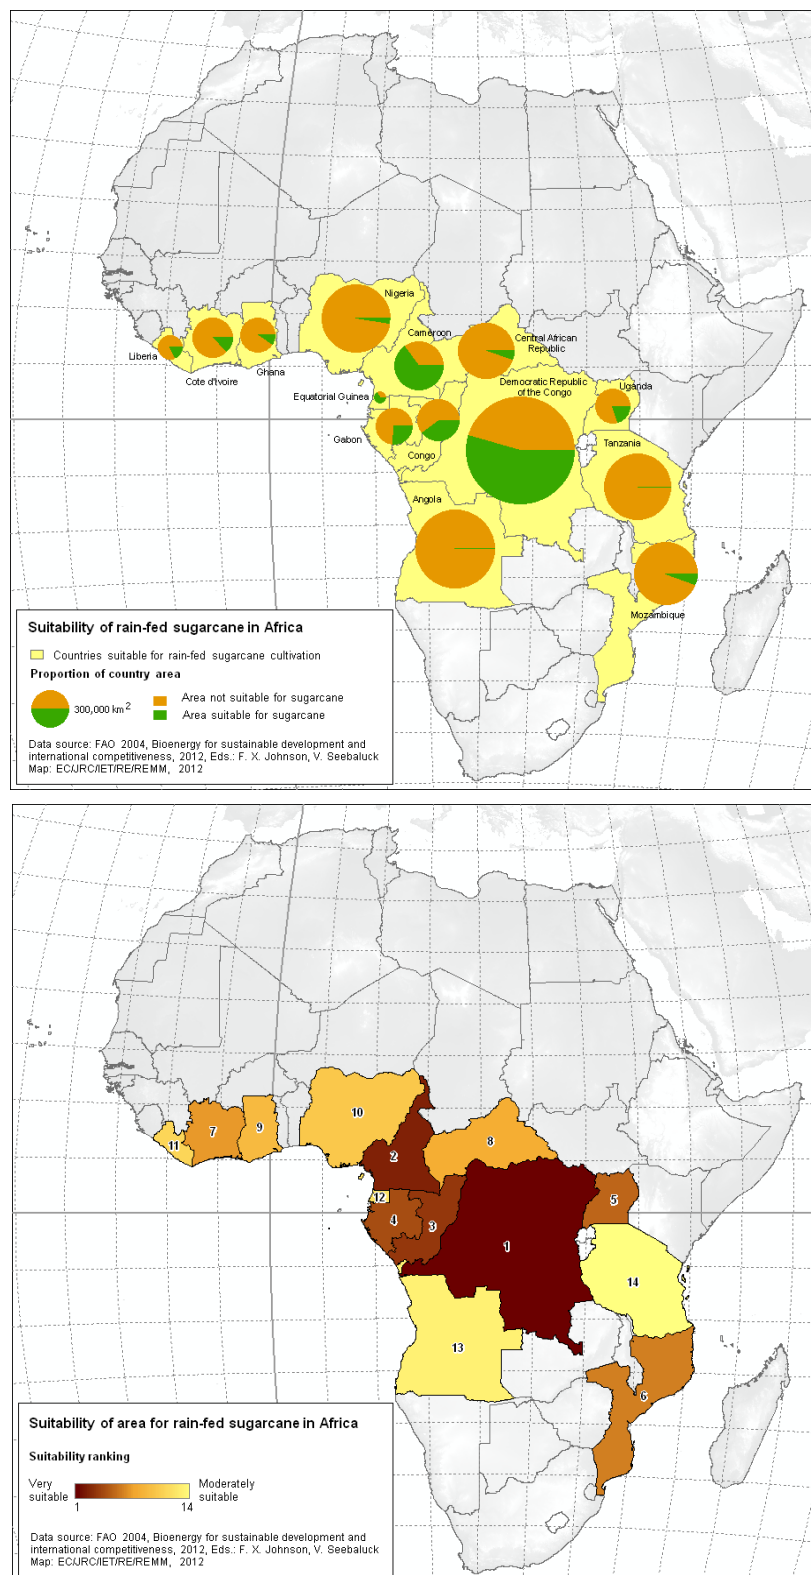 Nigeria
Cameroon
Central African
Republic
Liberia
Cote d'Ivoire
Ghana
Democratic Republic
of the Congo
Uganda
Equatorial Guinea
Gabon
Congo
Tanzania
Angola
Mozambique
Suitability of rain-fed sugarcane in Africa
Countries suitable for rain-fed sugarcane cultivation
Proportion of country area
300,000 km2
Area not suitable for sugarcane
Area suitable for sugarcane
Data source: FAO 2004, Bioenergy for sustainable development and
international competitiveness, 2012, Eds.: F. X. Johnson, V. Seebaluck
Map: EC/JRC/IET/RE/REMM, 2012
10
11
7
9
8
2
12
5
4
3
1
14
13
6
Suitability of area for rain-fed sugarcane in Africa
Suitability ranking
Very
suitable
Moderately
suitable
1
14
Data source: FAO 2004, Bioenergy for sustainable development and
international competitiveness, 2012, Eds.: F. X. Johnson, V. Seebaluck
Map: EC/JRC/IET/RE/REMM, 2012